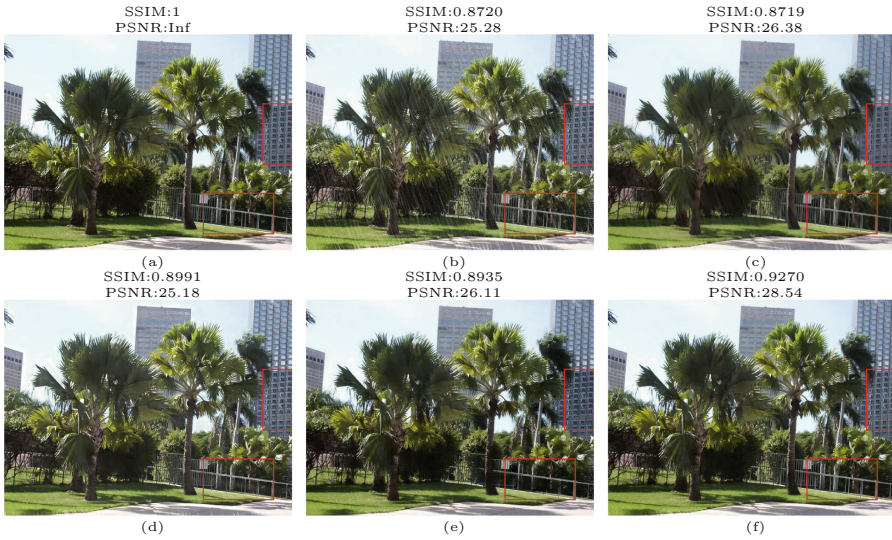 SSIM:1
PSNR:Inf
SSIM:0.8720
PSNR:25.28
SSIM:0.8719
PSNR:26.38
(a)
(b)
(c)
SSIM:0.8991
PSNR:25.18
SSIM:0.8935
PSNR:26.11
SSIM:0.9270
PSNR:28.54
(d)
(e)
(f)